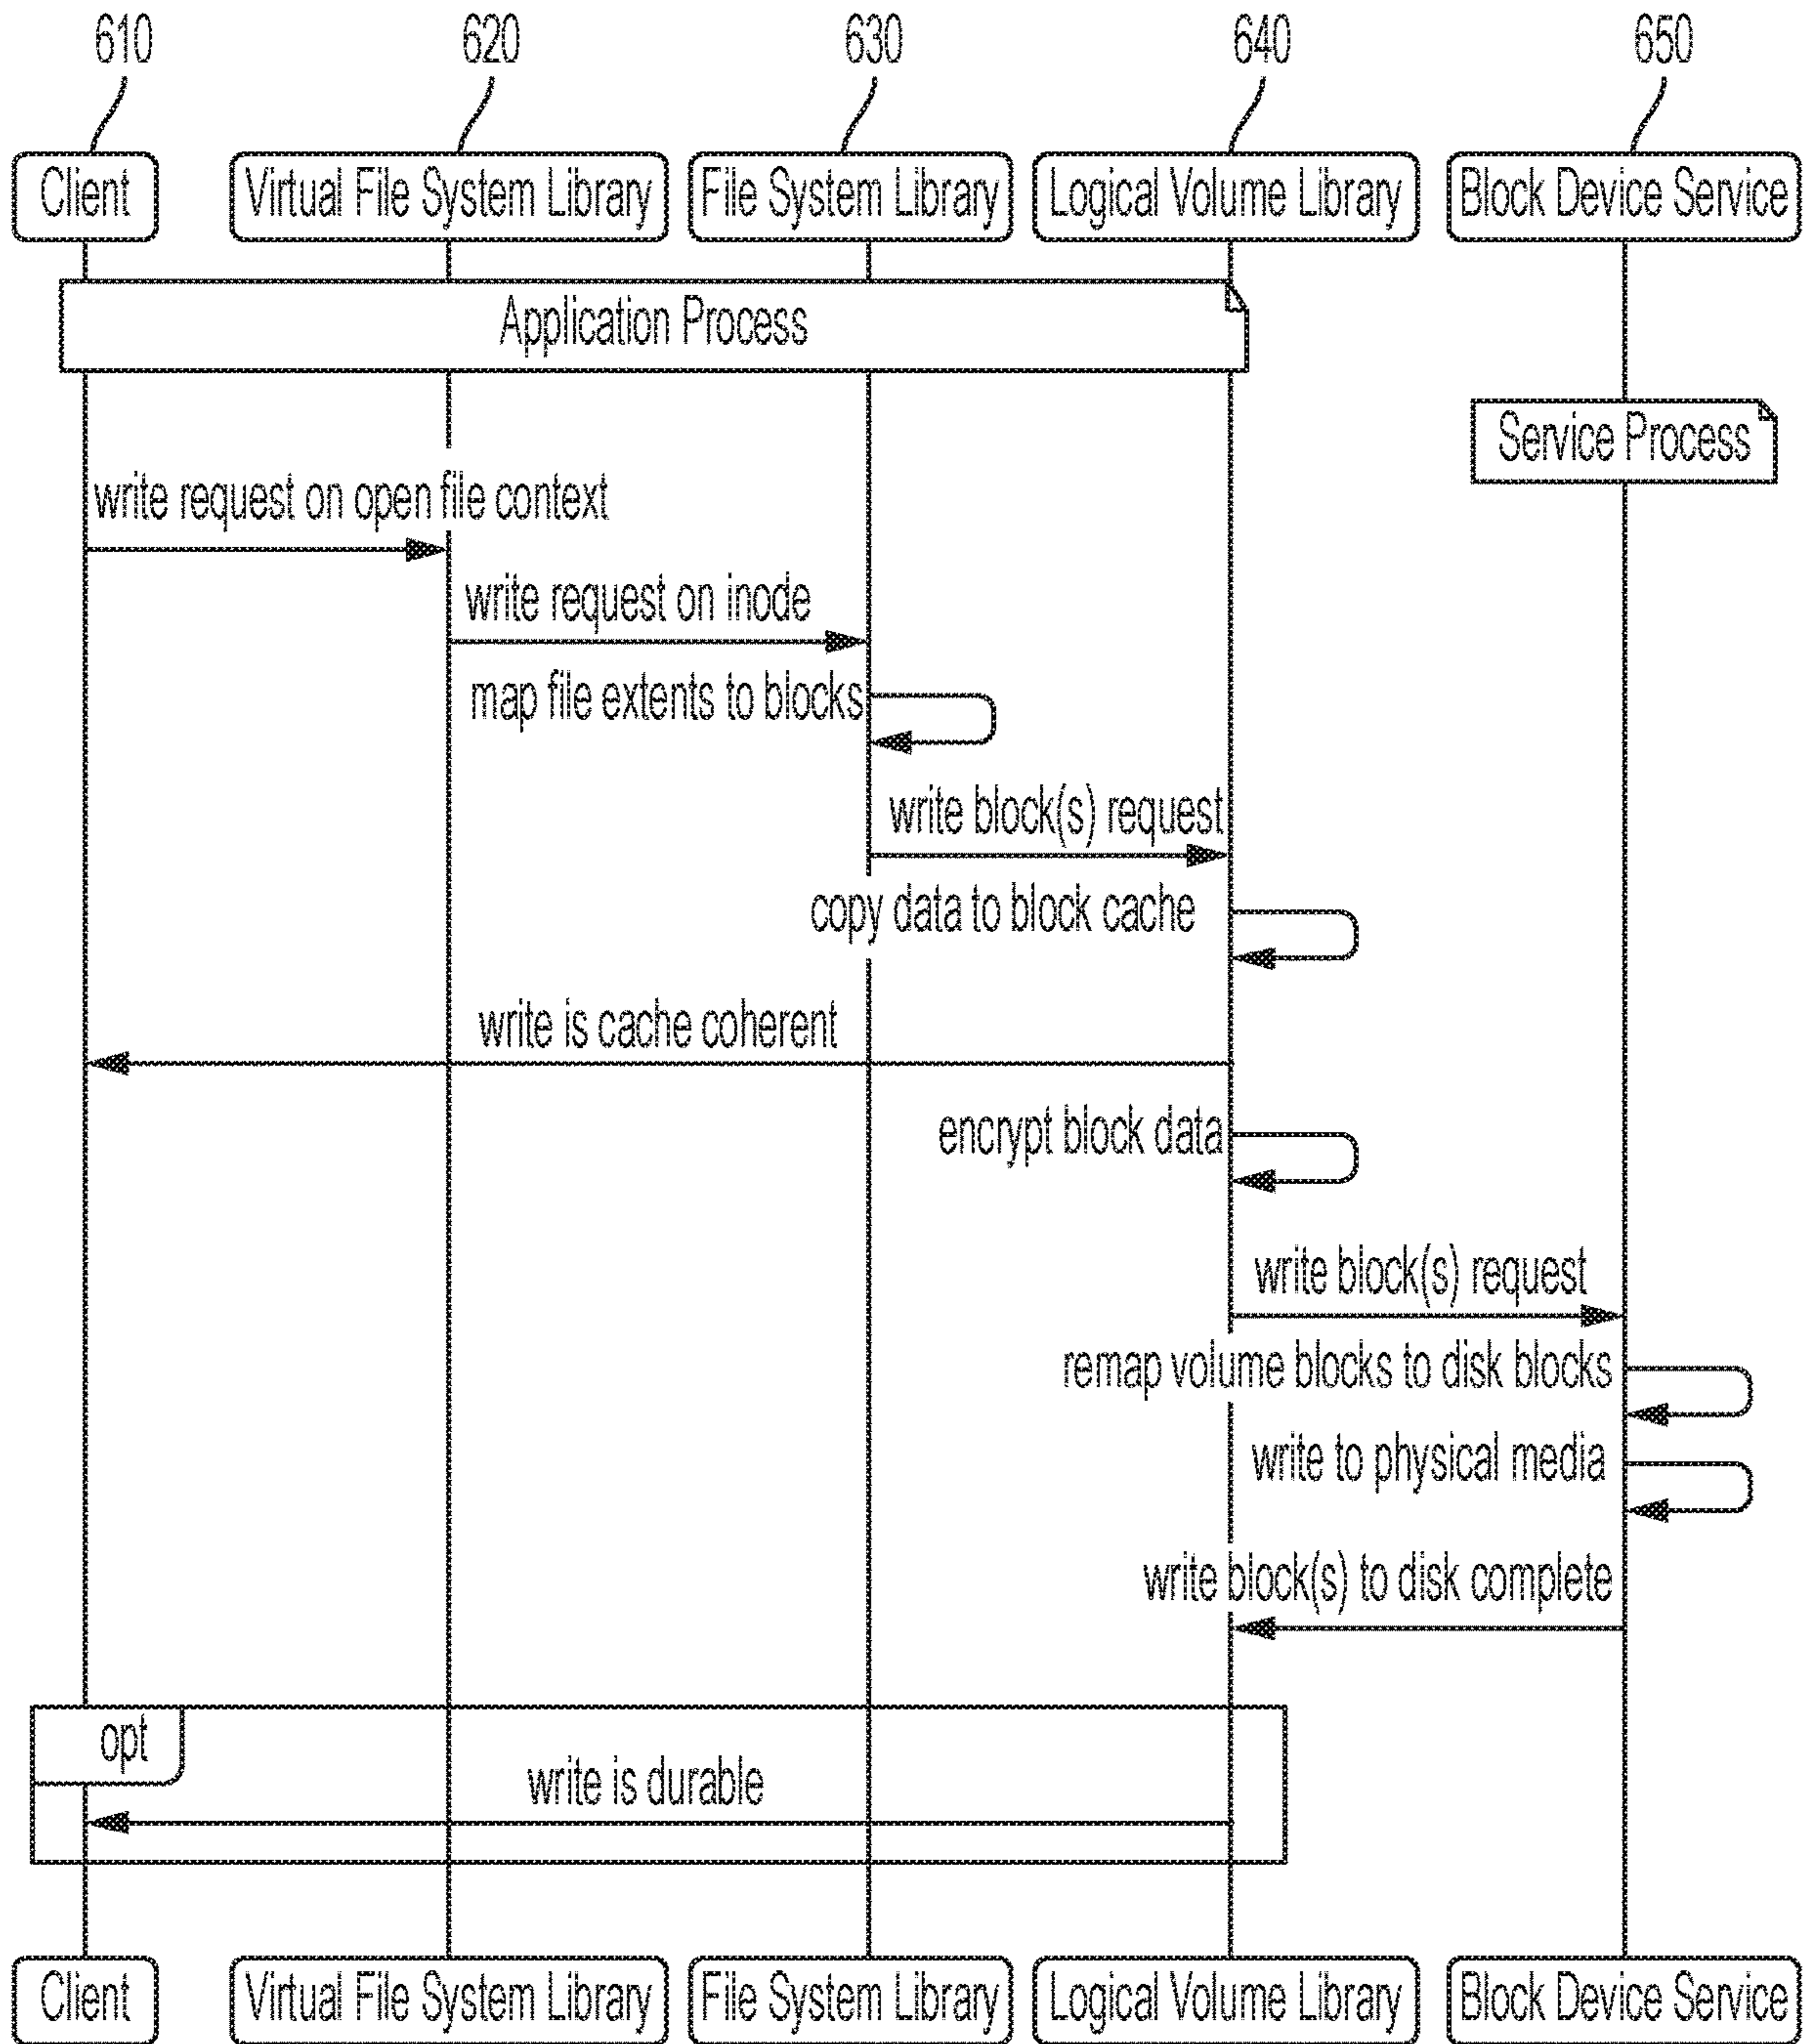 610 620 630 640 650
Client Virtual File System Library File System Library Logical Volume Library Block Device Service
Application Process
Service Process
write request on open file context
write request on inode
map file extents to blocks
write block(s) request
copy data to block cache
write is cache coherent
encrypt block data
write block(s) request
remap volume blocks to disk blocks
write to physical media
write block(s) to disk complete
opt
write is durable
Client Virtual File System Library File System Library Logical Volume Library Block Device Service